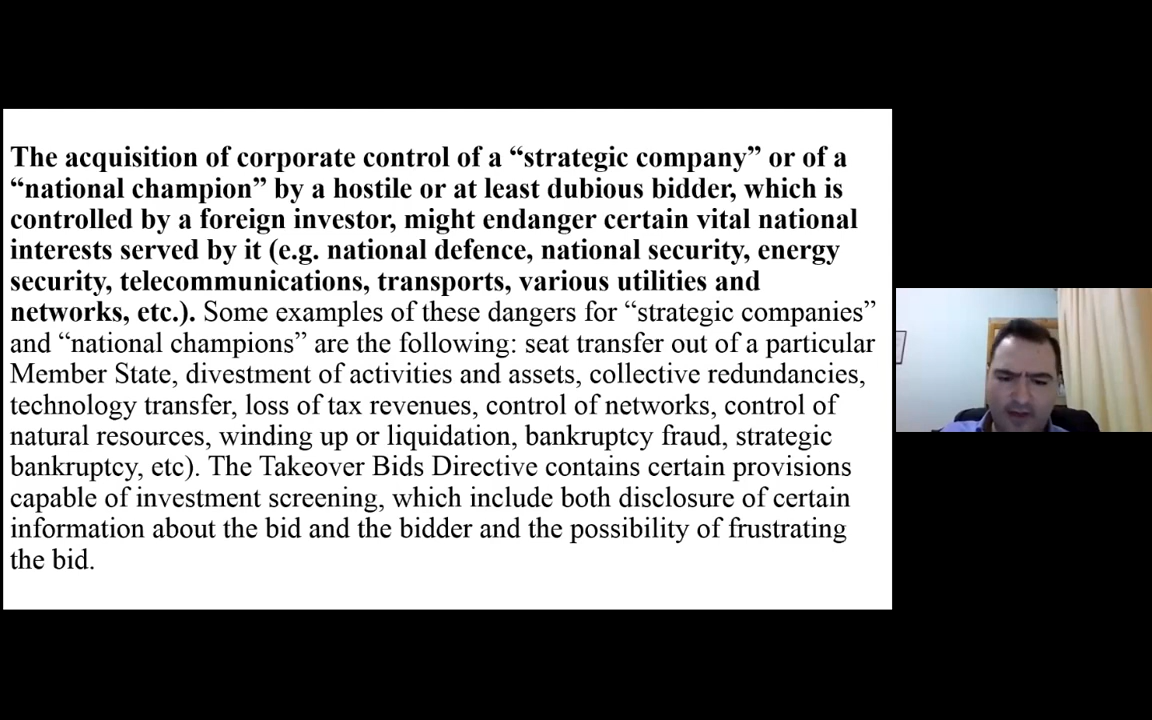 The acquisition of corporate control of a “strategic company” or of a
“national champion” by a hostile or at least dubious bidder, which is
controlled by a foreign investor, might endanger certain vital national
interests served by it (e.g. national defence, national security, energy
security, telecommunications, transports, various utilities and
networks, etc.). Some examples of these dangers for “strategic companies”
and “national champions” are the following: seat transfer out of a particular
Member State, divestment of activities and assets, collective redundancies,
technology transfer, loss of tax revenues, control of networks, control of
natural resources, winding up or liquidation, bankruptcy fraud, strategic
bankruptcy, etc). The Takeover Bids Directive contains certain provisions
capable of investment screening, which include both disclosure of certain
information about the bid and the bidder and the possibility of frustrating
the bid.